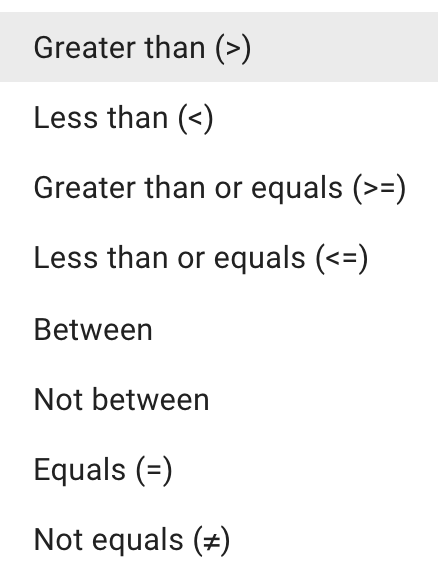 Greater than (>)
Less than (<)
Greater than or equals (>=)
Less than or equals (<=)
Between
Not between
Equals (=)
Not equals (≠)